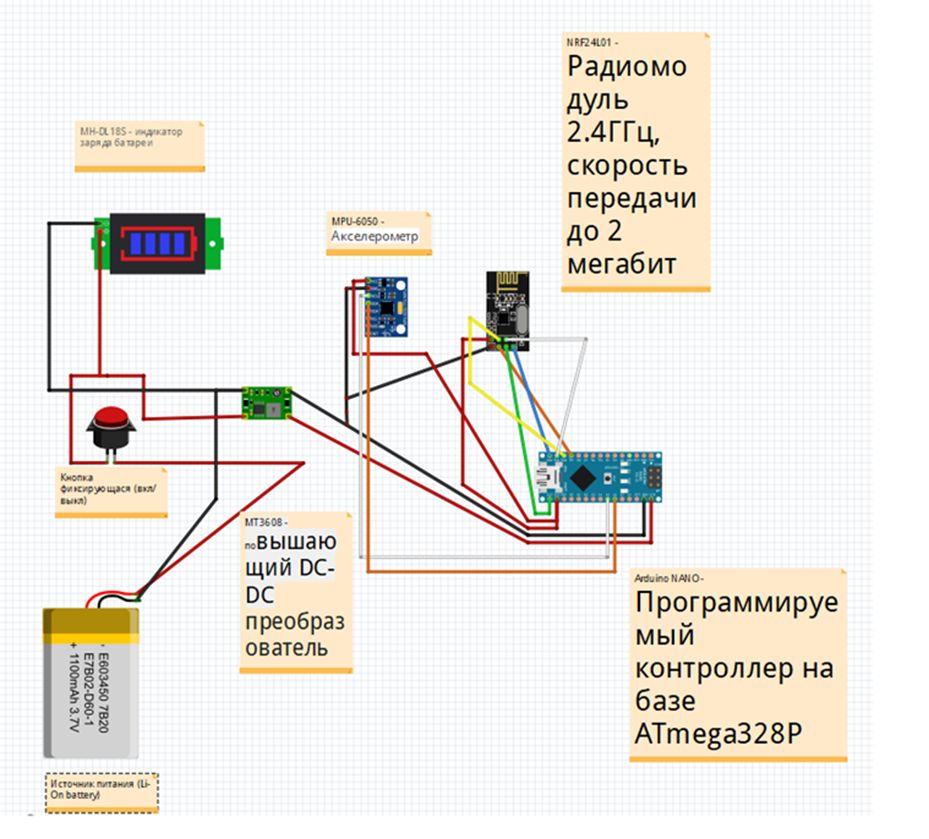 NRF24L01 -
Радиомо
дуль
2.4ГГц,
скорость
передачи
до 2
мегабит
MH-DL18S - индикатор
заряда батареи
MPU-6050 -
Акселерометр
Кнопка
фиксирующаяся (вкл/
выкл)
MT3608 -
повышаю
щий DC-
DC
преобраз
ователь
Arduino NANO-
Программируе
мый
контроллер на
базе
ATmega328P
- E603450 7B20
E7B02-D60-1
+ 1100mAh 3.7V
Источник питания (Li-
On battery)